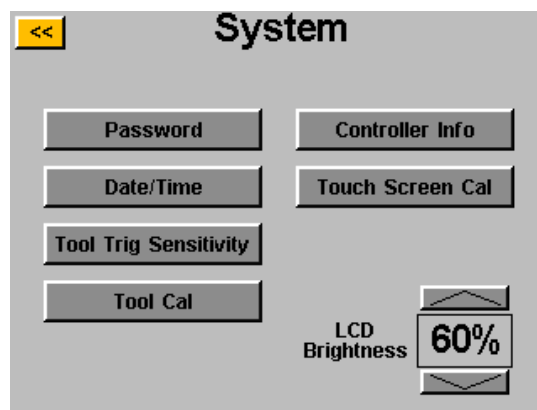 <<
System
Password
Controller Info
Date/Time
Touch Screen Cal
Tool Trig Sensitivity
Tool Cal
LCD
Brightness
60%